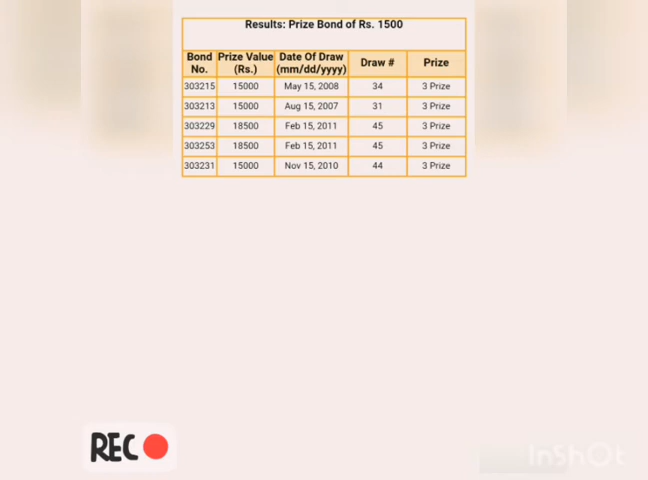 Results: Prize Bond of Rs. 1500
Bond No. Prize Value (Rs.) Date Of Draw (mm/dd/yyyy) Draw # Prize
303215 15000 May 15, 2008 34 3 Prize
303213 15000 Aug 15, 2007 31 3 Prize
303229 18500 Feb 15, 2011 45 3 Prize
303253 18500 Feb 15, 2011 45 3 Prize
303231 15000 Nov 15, 2010 44 3 Prize
REC
InShOt